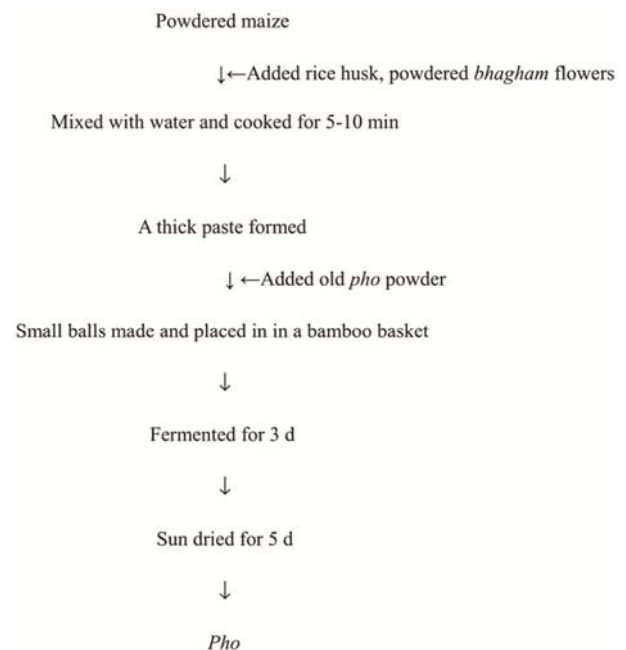 Powdered maize
↓←Added rice husk, powdered bhagham flowers
Mixed with water and cooked for 5-10 min
↓
A thick paste formed
↓←Added old pho powder
Small balls made and placed in in a bamboo basket
↓
Fermented for 3 d
↓
Sun dried for 5 d
↓
Pho